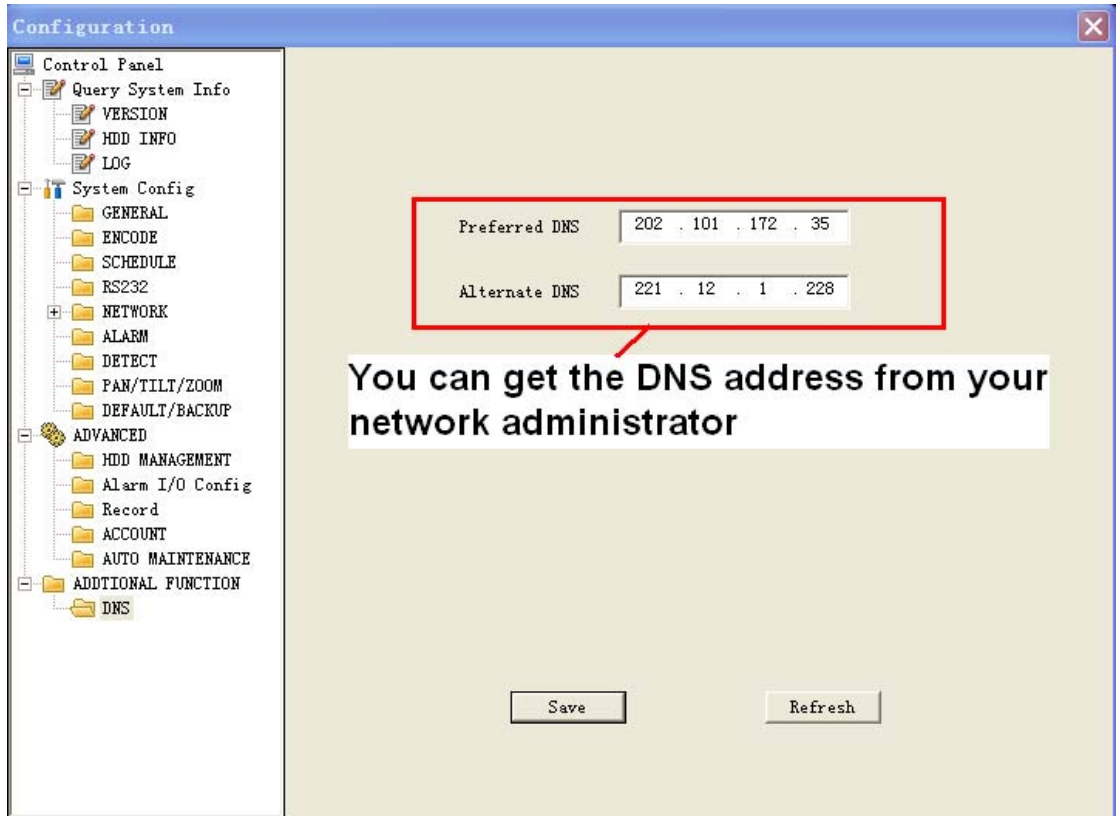 Configuration
Control Panel
Query System Info
VERSION
HDD INFO
LOG
System Config
GENERAL
ENCODE
SCHEDULE
RS232
NETWORK
ALARM
DETECT
PAN/TILT/ZOOM
DEFAULT/BACKUP
ADVANCED
HDD MANAGEMENT
Alarm I/O Config
Record
ACCOUNT
AUTO MAINTENANCE
ADDTIONAL FUNCTION
DNS
Preferred DNS 202 . 101 . 172 . 35
Alternate DNS 221 . 12 . 1 . 228
You can get the DNS address from your
network administrator
Save Refresh